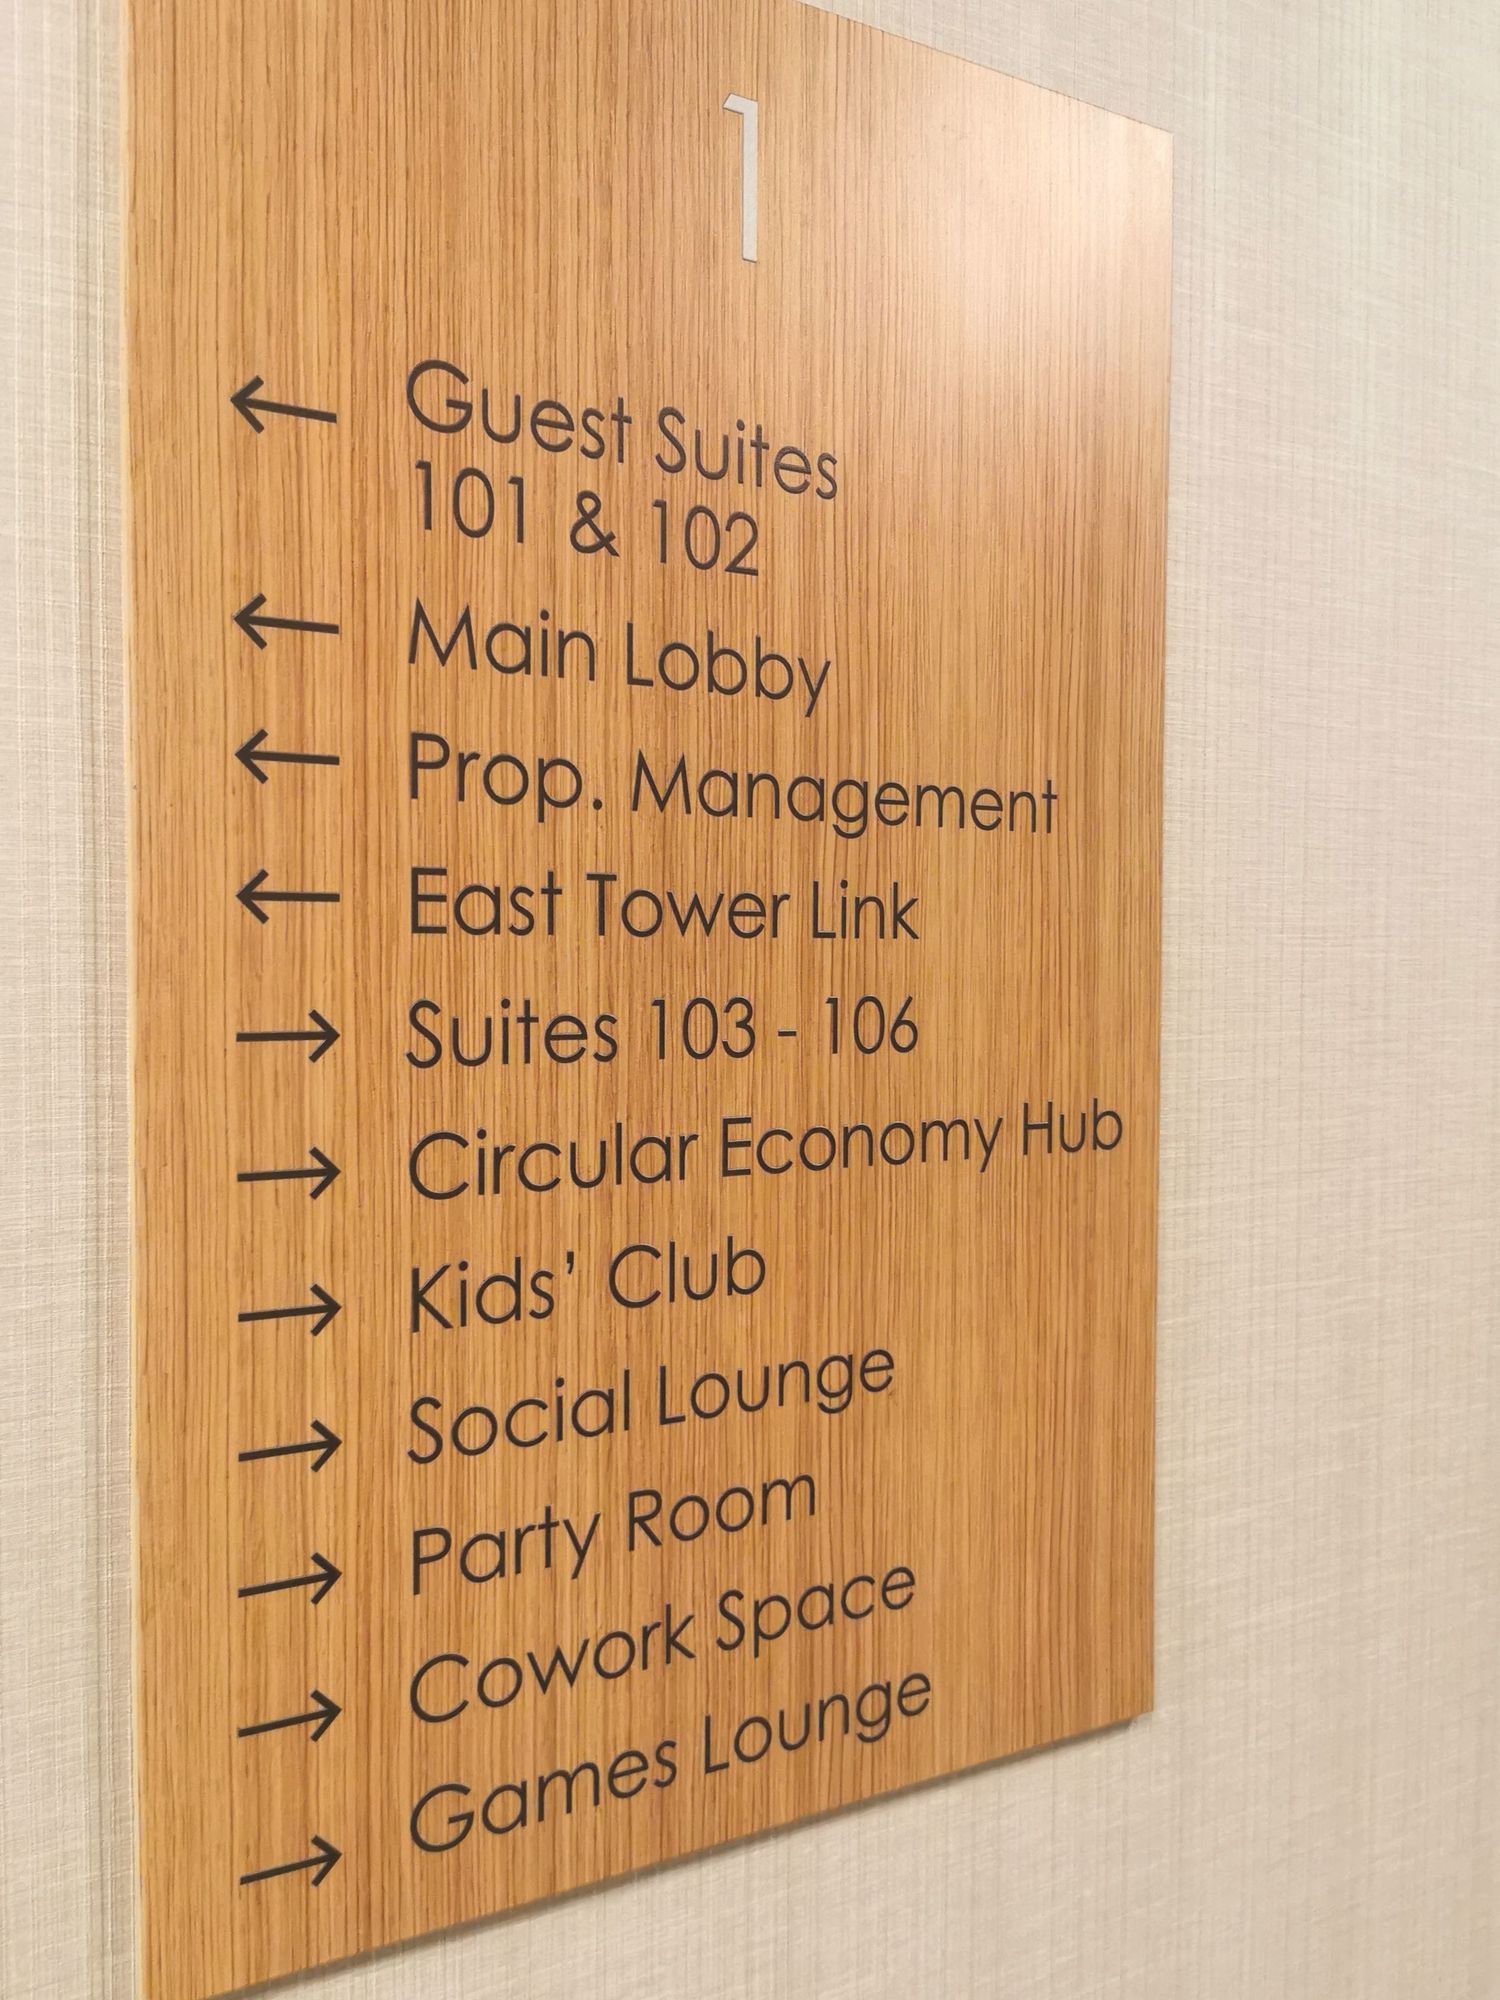 1
← Guest Suites
101 & 102
← Main Lobby
← Prop. Management
← East Tower Link
→ Suites 103 - 106
→ Circular Economy Hub
→ Kids’ Club
→ Social Lounge
→ Party Room
→ Cowork Space
→ Games Lounge